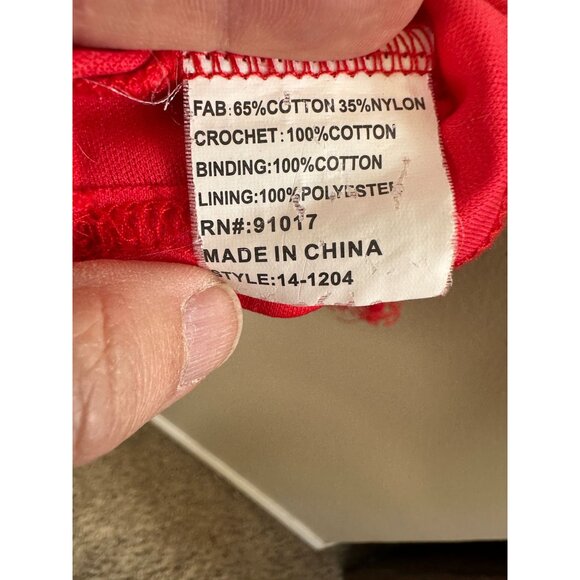 FAB:65%COTTON 35%NYLON
CROCHET:100%COTTON
BINDING:100%COTTON
LINING:100%POLYESTER
RN#:91017
MADE IN CHINA
STYLE:14-1204